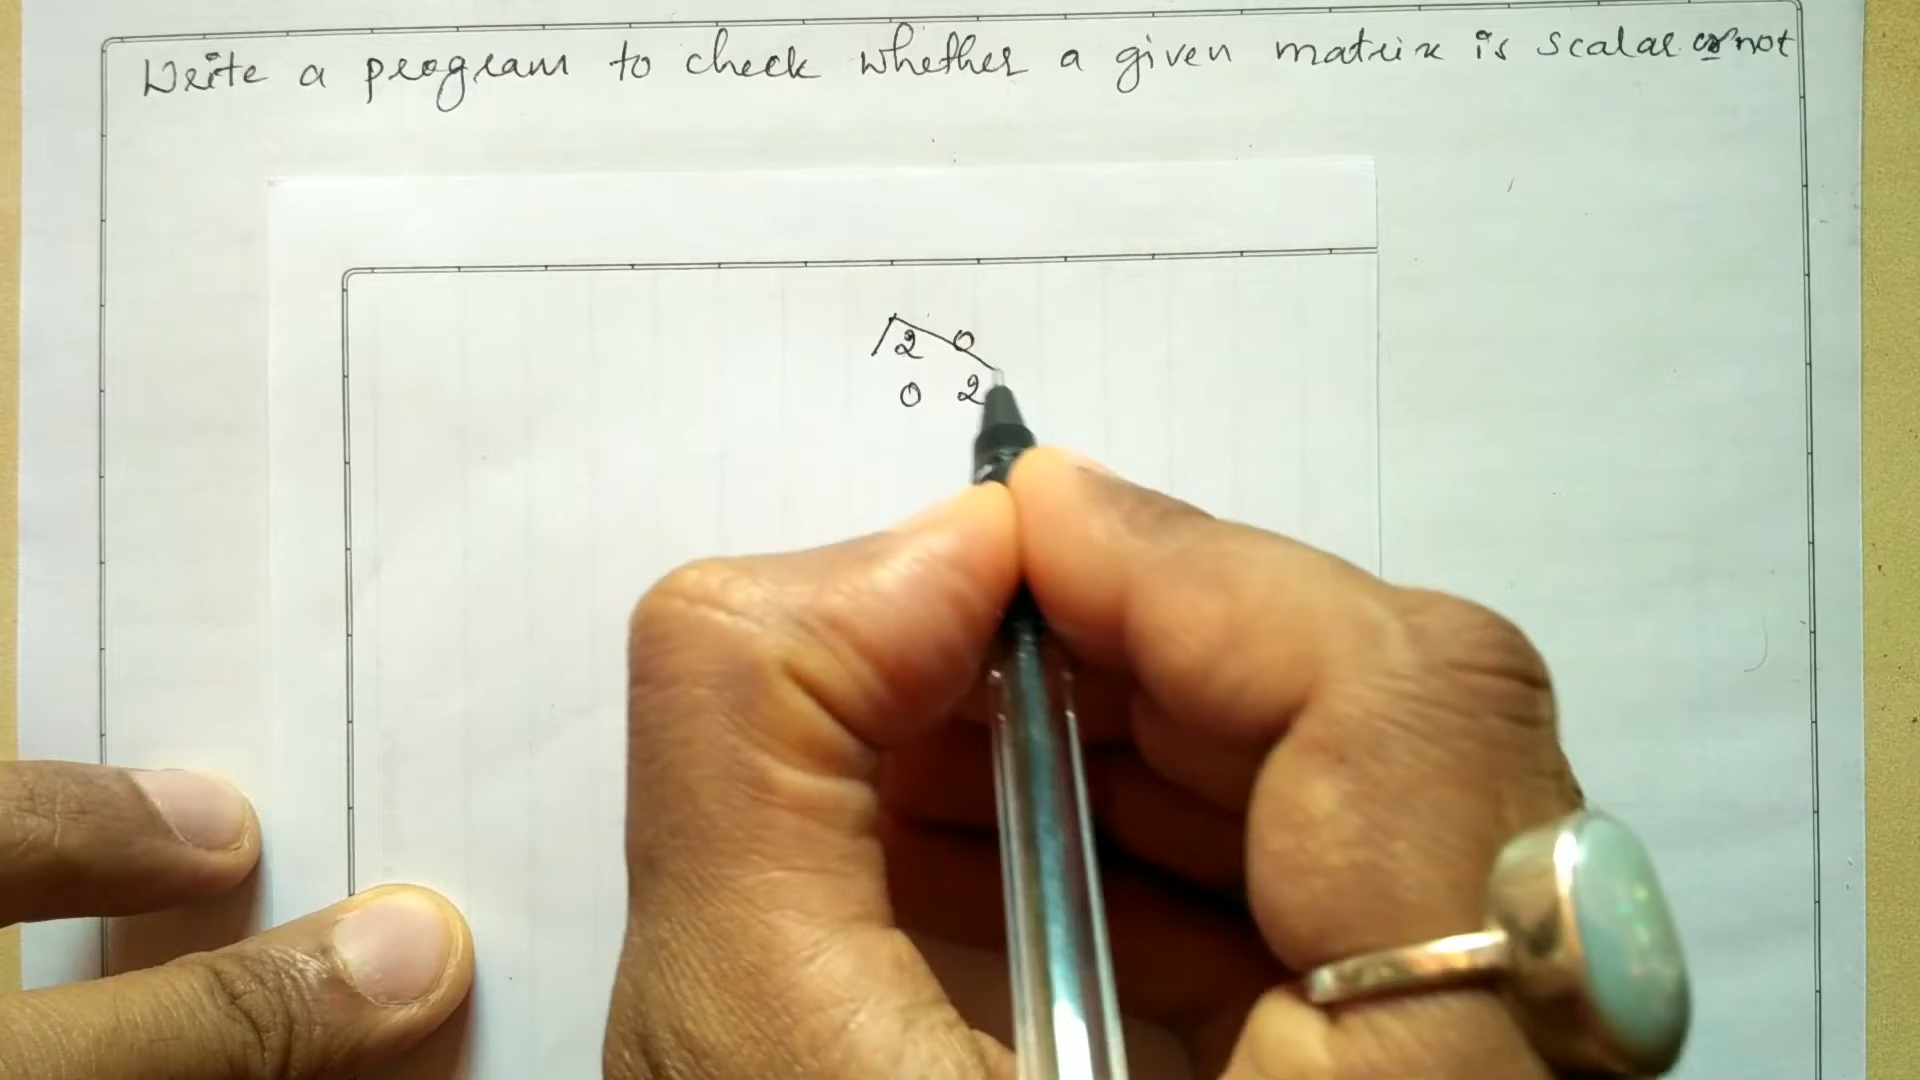 Write a program to check whether a given matrix is scalar or not
2 0
0 2